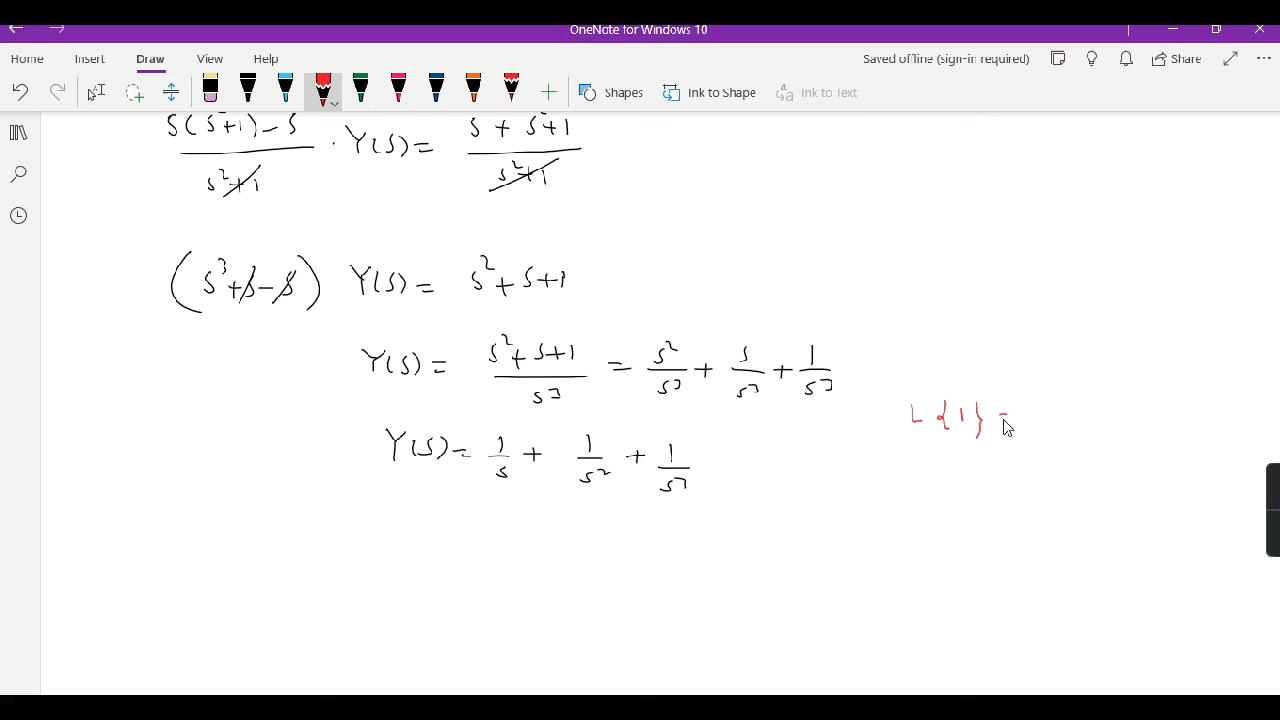 OneNote for Windows 10
Home Insert Draw View Help Saved offline (sign-in required) Share
Shapes Ink to Shape Ink to Text
s(s²+1) - s / s²+1 · Y(s) = s + s²+1 / s²+1
(s³+s-s) Y(s) = s²+s+1
Y(s) = s²+s+1 / s³ = s²/s³ + s/s³ + 1/s³
L{1} =
Y(s) = 1/s + 1/s² + 1/s³